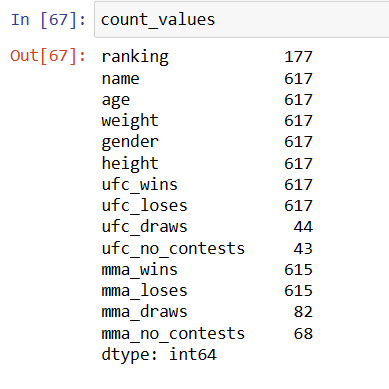 In [67]: count_values
Out[67]: ranking 177
name 617
age 617
weight 617
gender 617
height 617
ufc_wins 617
ufc_loses 617
ufc_draws 44
ufc_no_contests 43
mma_wins 615
mma_loses 615
mma_draws 82
mma_no_contests 68
dtype: int64